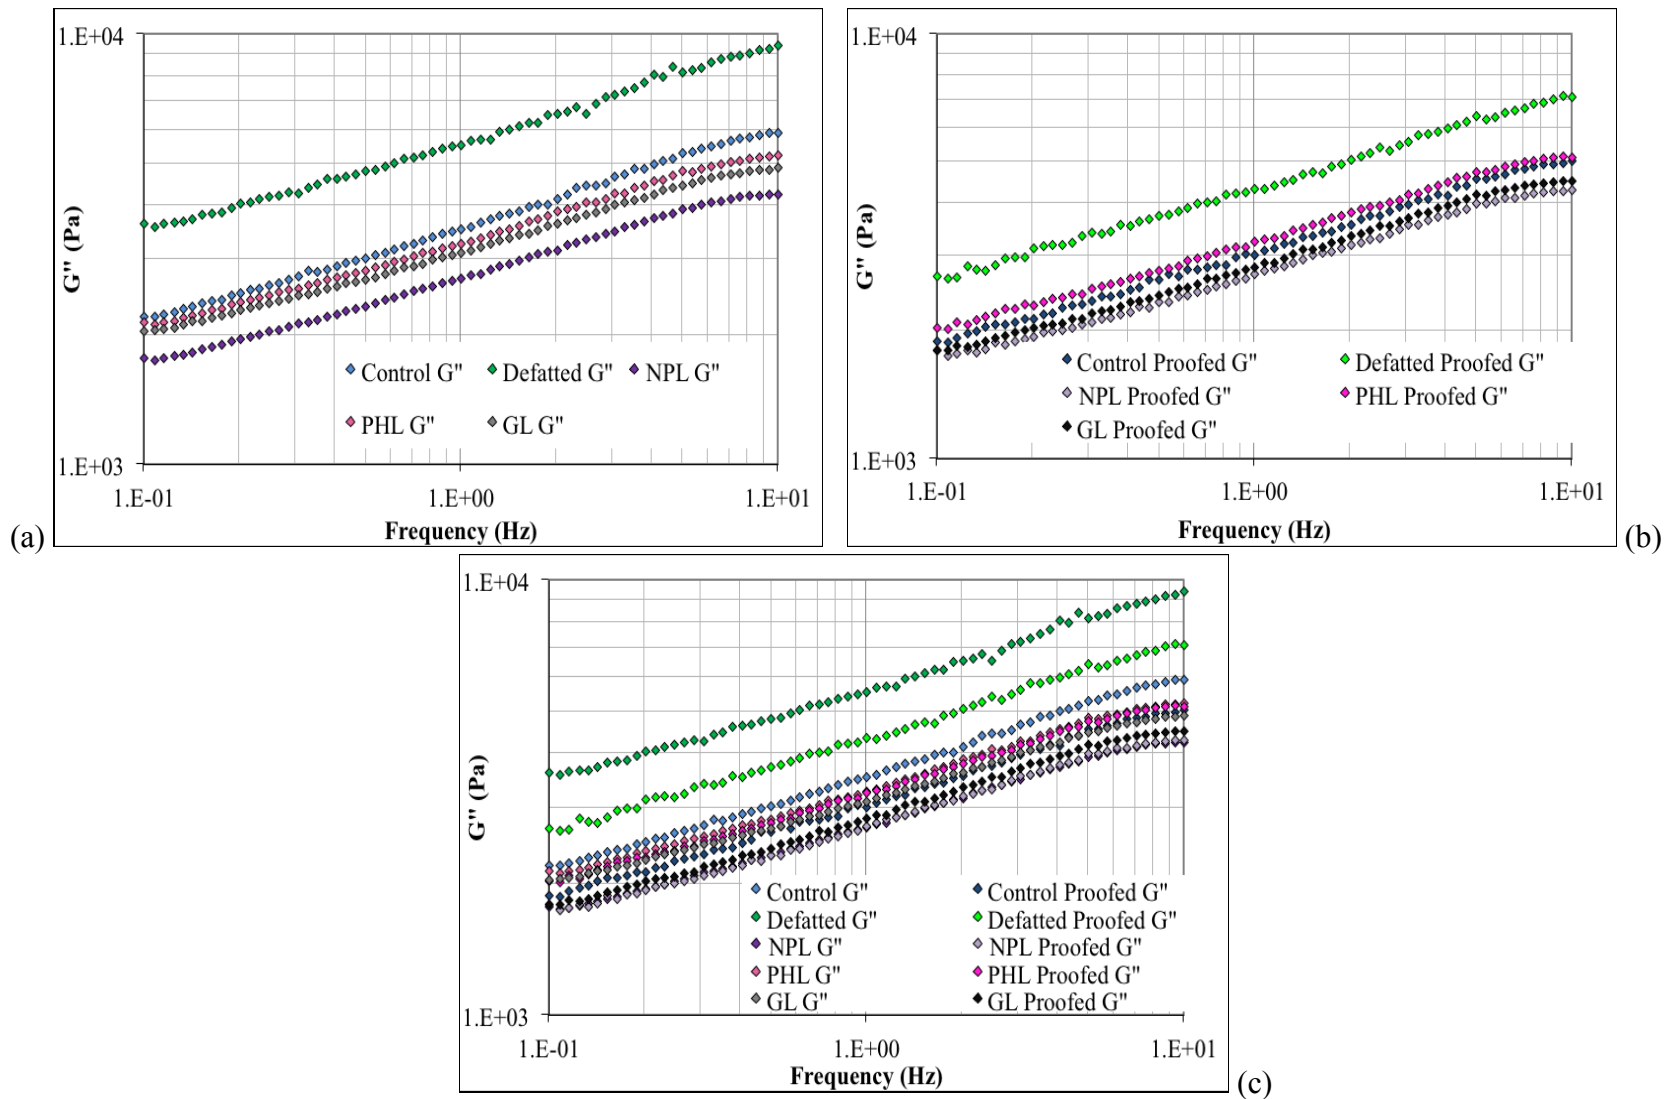 1.E+04
G" (Pa)
Control G" Defatted G" NPL G"
PHL G" GL G"
1.E+03
1.E-01 1.E+00 1.E+01
Frequency (Hz)
(a)
1.E+04
G" (Pa)
Control Proofed G" Defatted Proofed G"
NPL Proofed G" PHL Proofed G"
GL Proofed G"
1.E+03
1.E-01 1.E+00 1.E+01
Frequency (Hz)
(b)
1.E+04
G" (Pa)
Control G" Control Proofed G"
Defatted G" Defatted Proofed G"
NPL G" NPL Proofed G"
PHL G" PHL Proofed G"
GL G" GL Proofed G"
1.E+03
1.E-01 1.E+00 1.E+01
Frequency (Hz)
(c)